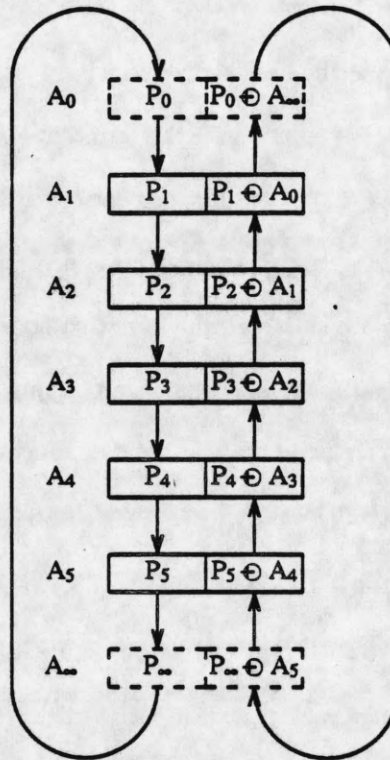 A₀ P₀ P₀ ⊖ A∞
A₁ P₁ P₁ ⊖ A₀
A₂ P₂ P₂ ⊖ A₁
A₃ P₃ P₃ ⊖ A₂
A₄ P₄ P₄ ⊖ A₃
A₅ P₅ P₅ ⊖ A₄
A∞ P∞ P∞ ⊖ A₅